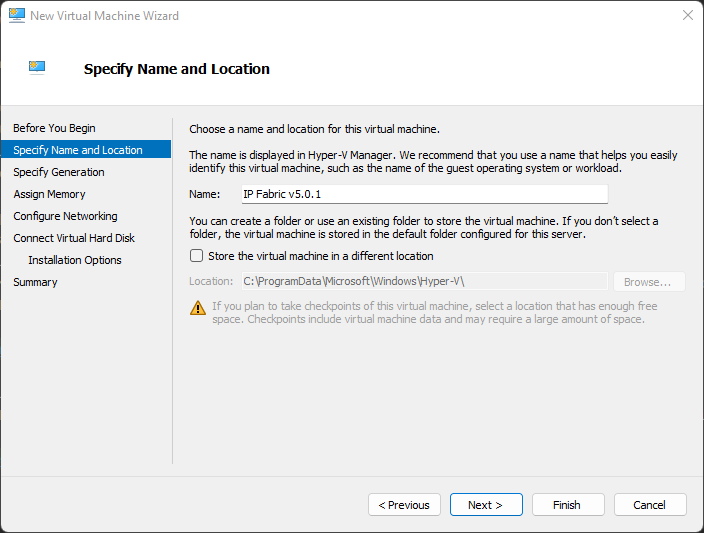 New Virtual Machine Wizard
Specify Name and Location
Before You Begin
Specify Name and Location
Specify Generation
Assign Memory
Configure Networking
Connect Virtual Hard Disk
Installation Options
Summary
Choose a name and location for this virtual machine.
The name is displayed in Hyper-V Manager. We recommend that you use a name that helps you easily
identify this virtual machine, such as the name of the guest operating system or workload.
Name: IP Fabric v5.0.1
You can create a folder or use an existing folder to store the virtual machine. If you don't select a
folder, the virtual machine is stored in the default folder configured for this server.
Store the virtual machine in a different location
Location: C:\ProgramData\Microsoft\Windows\Hyper-V\ Browse...
If you plan to take checkpoints of this virtual machine, select a location that has enough free
space. Checkpoints include virtual machine data and may require a large amount of space.
< Previous Next > Finish Cancel